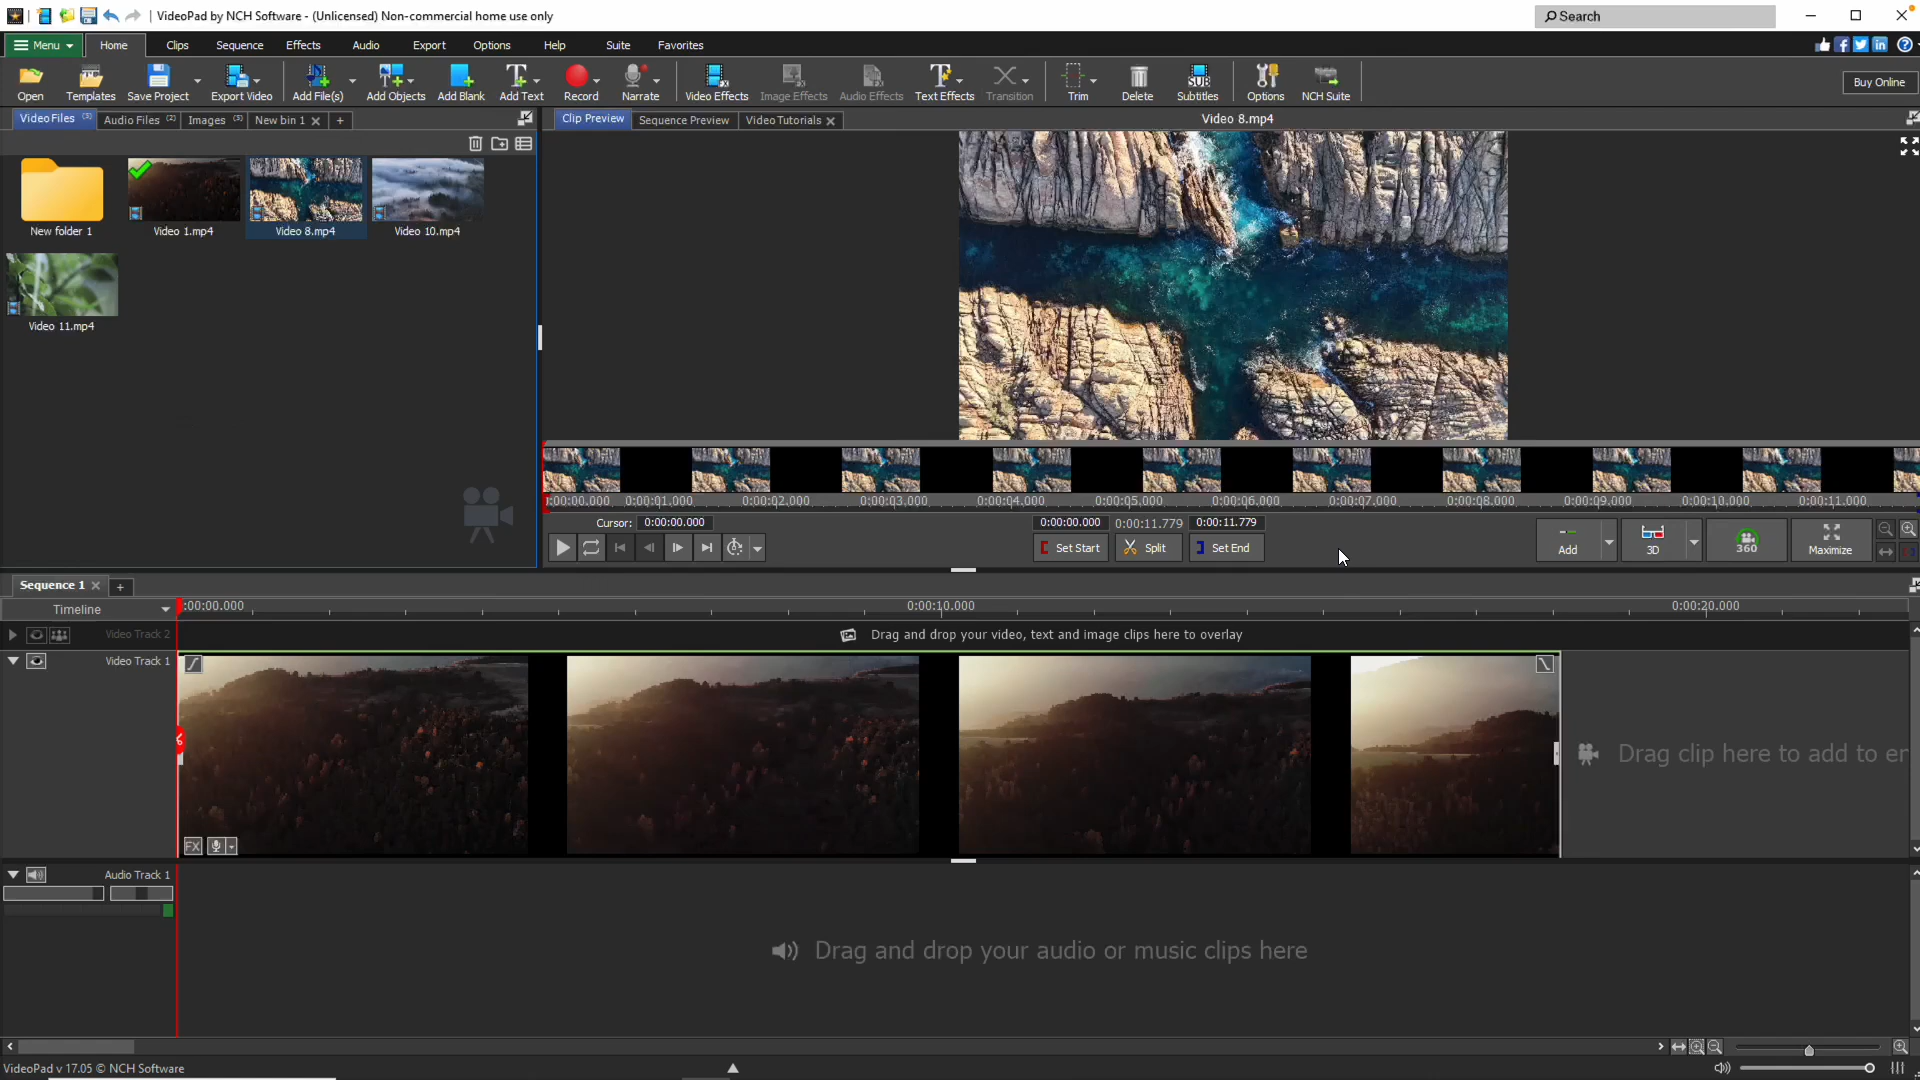 VideoPad by NCH Software - (Unlicensed) Non-commercial home use only
Search
Menu Home Clips Sequence Effects Audio Export Options Help Suite Favorites
Open Templates Save Project Export Video Add File(s) Add Objects Add Blank Add Text Record Narrate Video Effects Image Effects Audio Effects Text Effects Transition Trim Delete Subtitles Options NCH Suite Buy Online
Video Files (3) Audio Files (2) Images (3) New bin 1
Clip Preview Sequence Preview Video Tutorials Video 8.mp4
New folder 1 Video 1.mp4 Video 8.mp4 Video 10.mp4
Video 11.mp4
0:00:00.000 0:00:01.000 0:00:02.000 0:00:03.000 0:00:04.000 0:00:05.000 0:00:06.000 0:00:07.000 0:00:08.000 0:00:09.000 0:00:10.000 0:00:11.000
Cursor: 0:00:00.000 0:00:00.000 0:00:11.779 0:00:11.779
Set Start Split Set End Add 3D 360 Maximize
Sequence 1
Timeline :00:00.000 0:00:10.000 0:00:20.000
Video Track 2 Drag and drop your video, text and image clips here to overlay
Video Track 1
Drag clip here to add to er
FX
Audio Track 1
Drag and drop your audio or music clips here
VideoPad v 17.05 © NCH Software